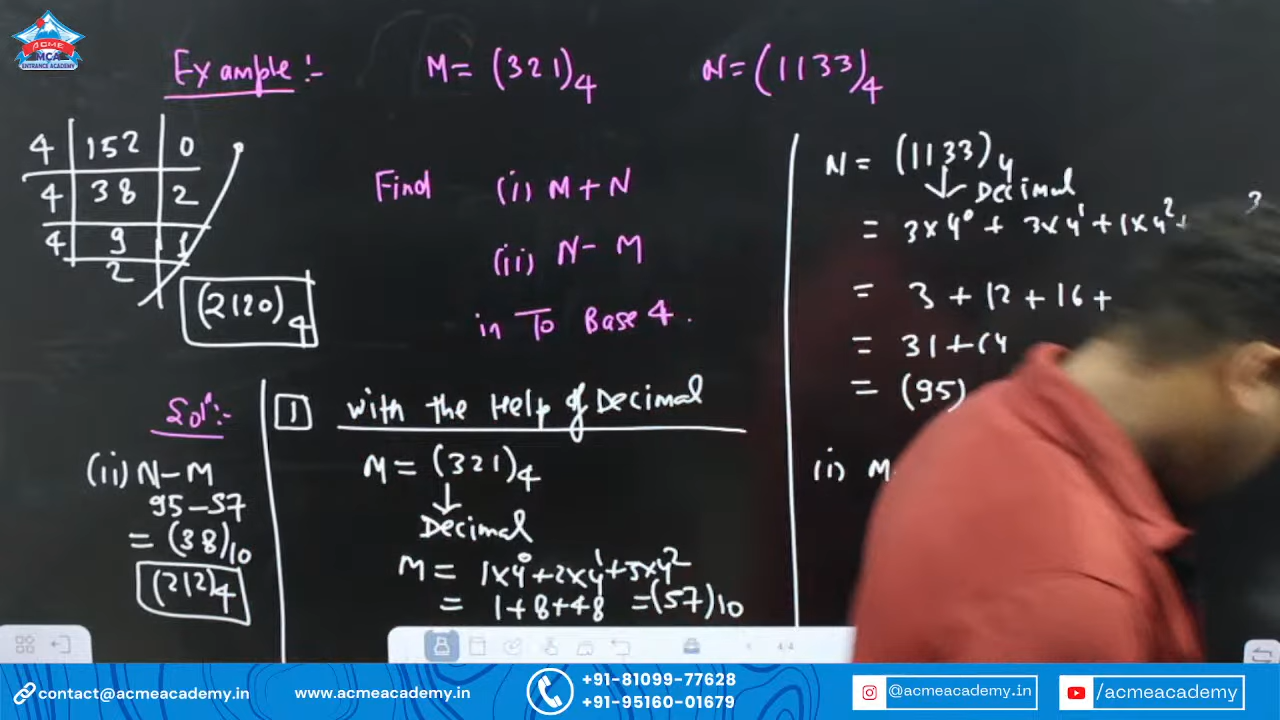 ACME
MCA
ENTRANCE ACADEMY
Example :- M = (321)₄ N = (1133)₄
4 | 152 | 0
4 | 38 | 2
4 | 9 | 1
2
(2120)₄
Find (i) M + N
(ii) N - M
in To Base 4.
Solⁿ:-
(ii) N - M
95 - 57
= (38)₁₀
(212)₄
1 with the Help of Decimal
M = (321)₄
↓
Decimal
M = 1×4⁰ + 2×4¹ + 3×4²
= 1 + 8 + 48 = (57)₁₀
N = (1133)₄
↓ Decimal
= 3×4⁰ + 3×4¹ + 1×4² + ³
= 3 + 12 + 16 +
= 31 + 64
= (95)
(i) M
4/4
contact@acmeacademy.in
www.acmeacademy.in
+91-81099-77628
+91-95160-01679
@acmeacademy.in
/acmeacademy